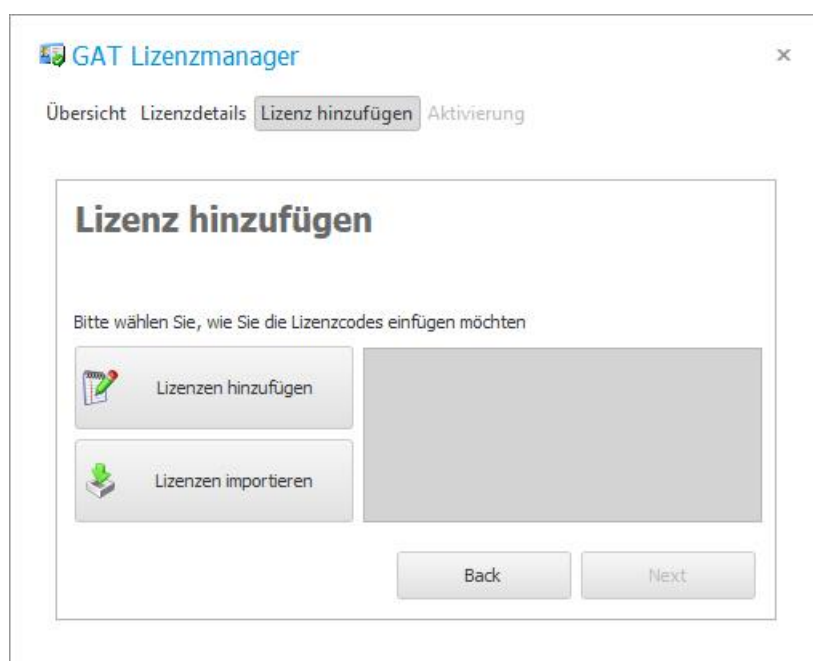 GAT Lizenzmanager
Übersicht Lizenzdetails Lizenz hinzufügen Aktivierung
Lizenz hinzufügen
Bitte wählen Sie, wie Sie die Lizenzcodes einfügen möchten
Lizenzen hinzufügen
Lizenzen importieren
Back Next